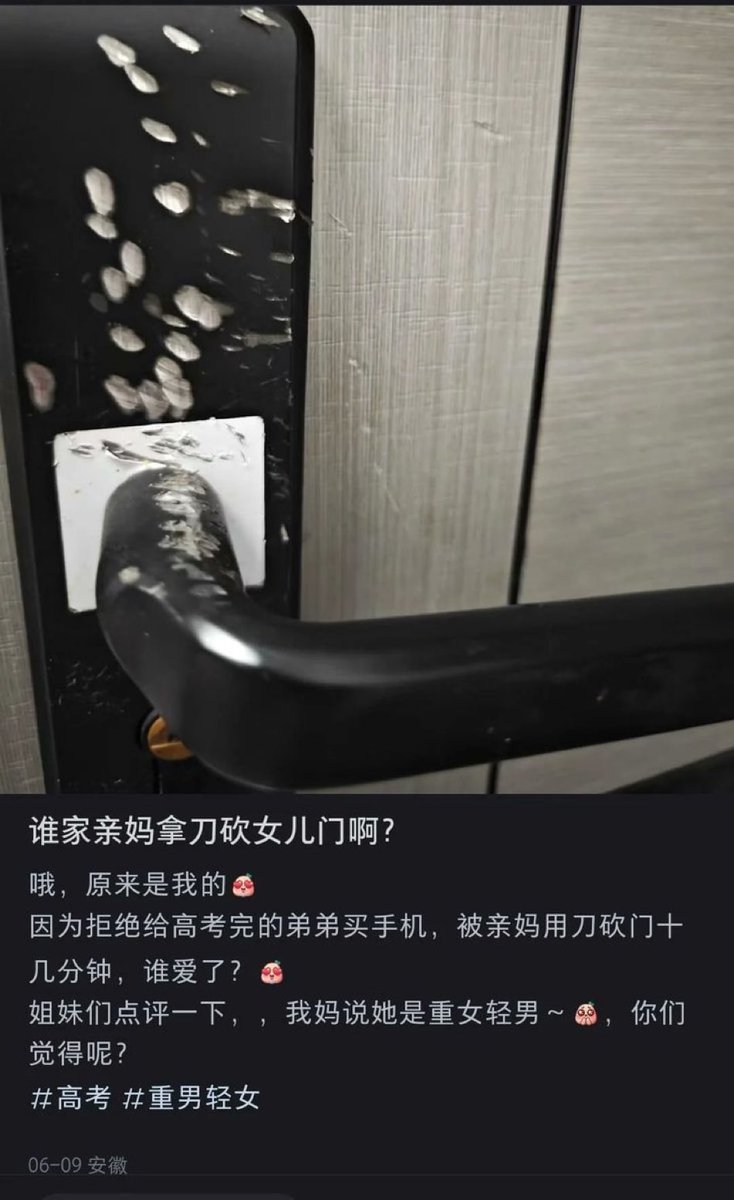 谁家亲妈拿刀砍女儿门啊?
哦，原来是我的
因为拒绝给高考完的弟弟买手机，被亲妈用刀砍门十
几分钟，谁爱了?
姐妹们点评一下，，我妈说她是重女轻男～，你们
觉得呢?
#高考 #重男轻女
06-09 安徽